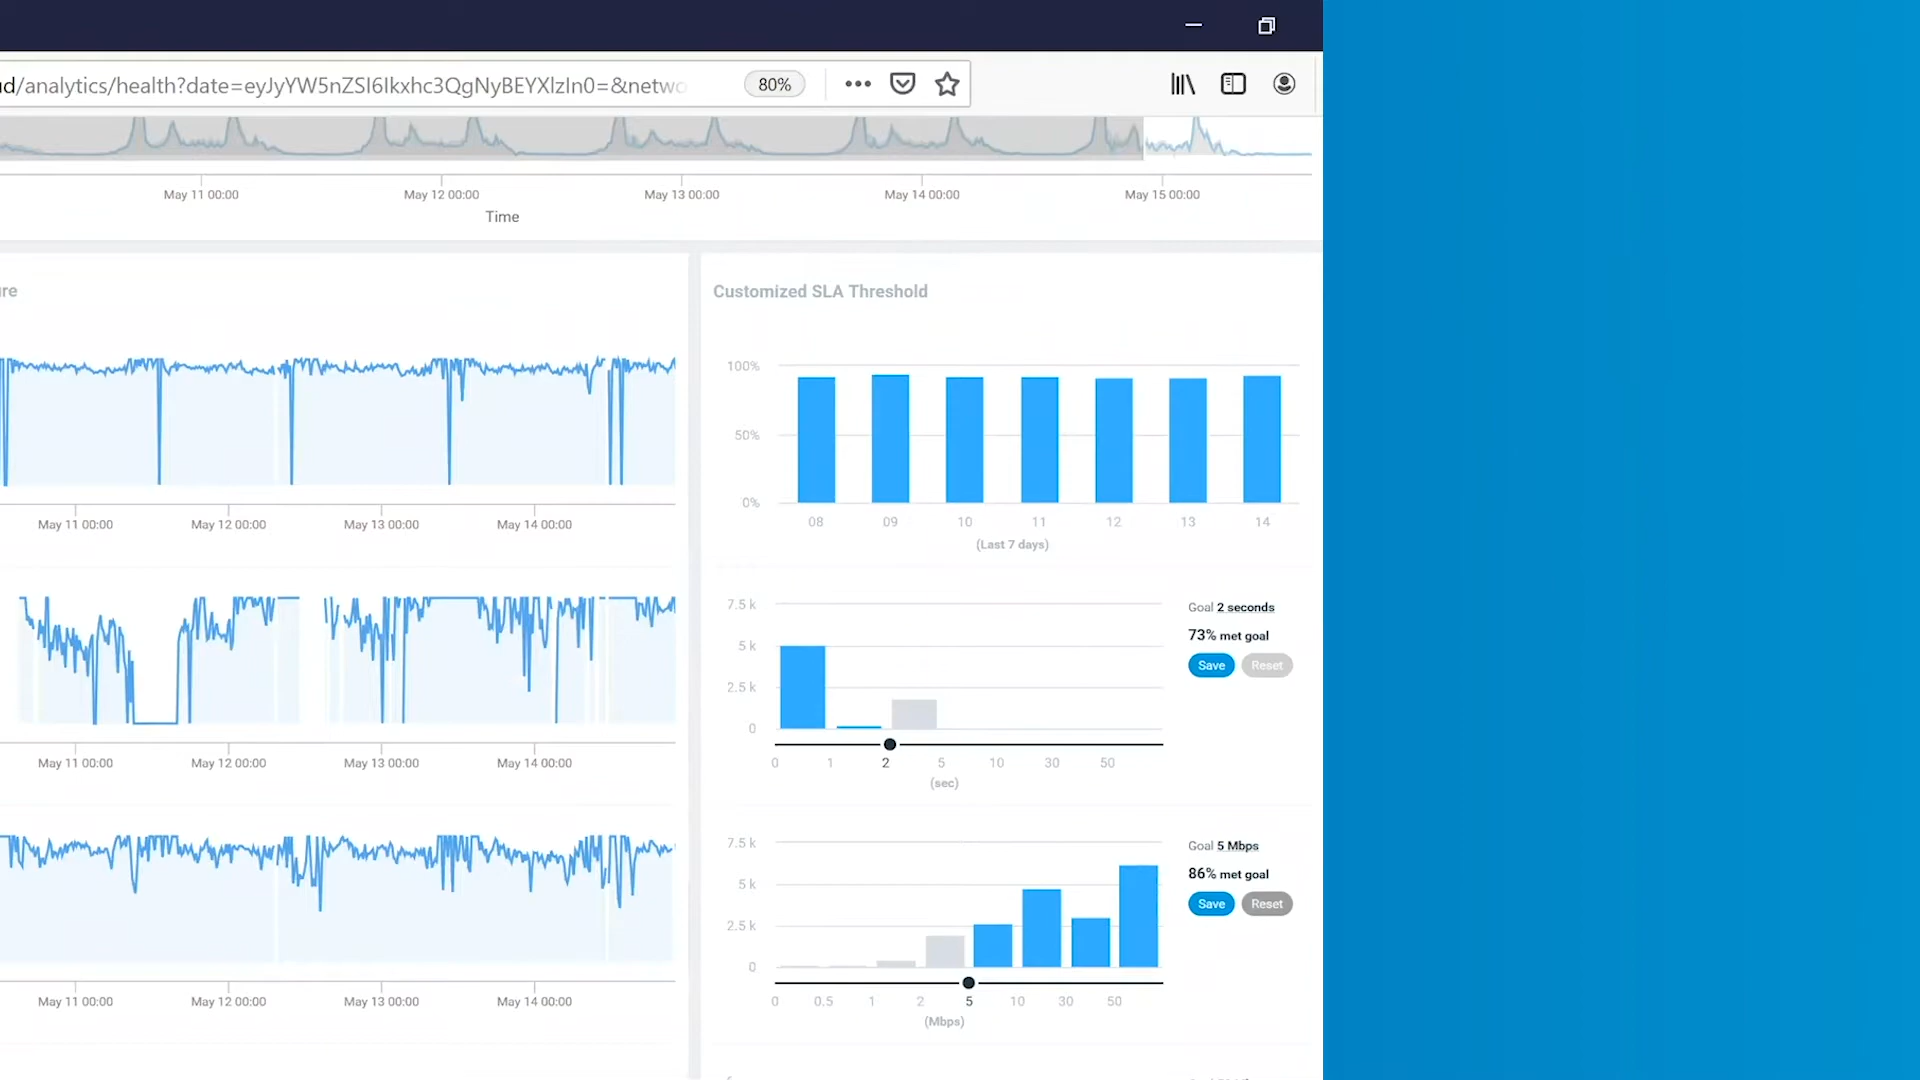 ud/analytics/health?date=eyJyYW5nZSI6Ikxhc3QgNyBEYXlzIn0=&netwo
80%
May 11 00:00 May 12 00:00 May 13 00:00 May 14 00:00 May 15 00:00
Time
re
Customized SLA Threshold
100%
50%
0%
08 09 10 11 12 13 14
(Last 7 days)
May 11 00:00 May 12 00:00 May 13 00:00 May 14 00:00
7.5 k
5 k
2.5 k
0
0 1 2 5 10 30 50
(sec)
Goal 2 seconds
73% met goal
Save Reset
May 11 00:00 May 12 00:00 May 13 00:00 May 14 00:00
7.5 k
5 k
2.5 k
0
0 0.5 1 2 5 10 30 50
(Mbps)
Goal 5 Mbps
86% met goal
Save Reset
May 11 00:00 May 12 00:00 May 13 00:00 May 14 00:00